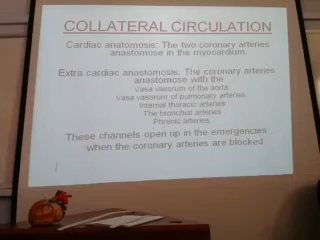 COLLATERAL CIRCULATION
Cardiac anatomosis: The two coronary arteries
anastomose in the myocardium.
Extra cardiac anastomosis: The coronary arteries
anastomose with the
Vasa vasorum of the aorta
Vasa vasorum of pulmonary arteries
Internal thoracic arteries
The bronchial arteries
Phrenic arteries.
These channels open up in the emergencies
when the coronary arteries are blocked